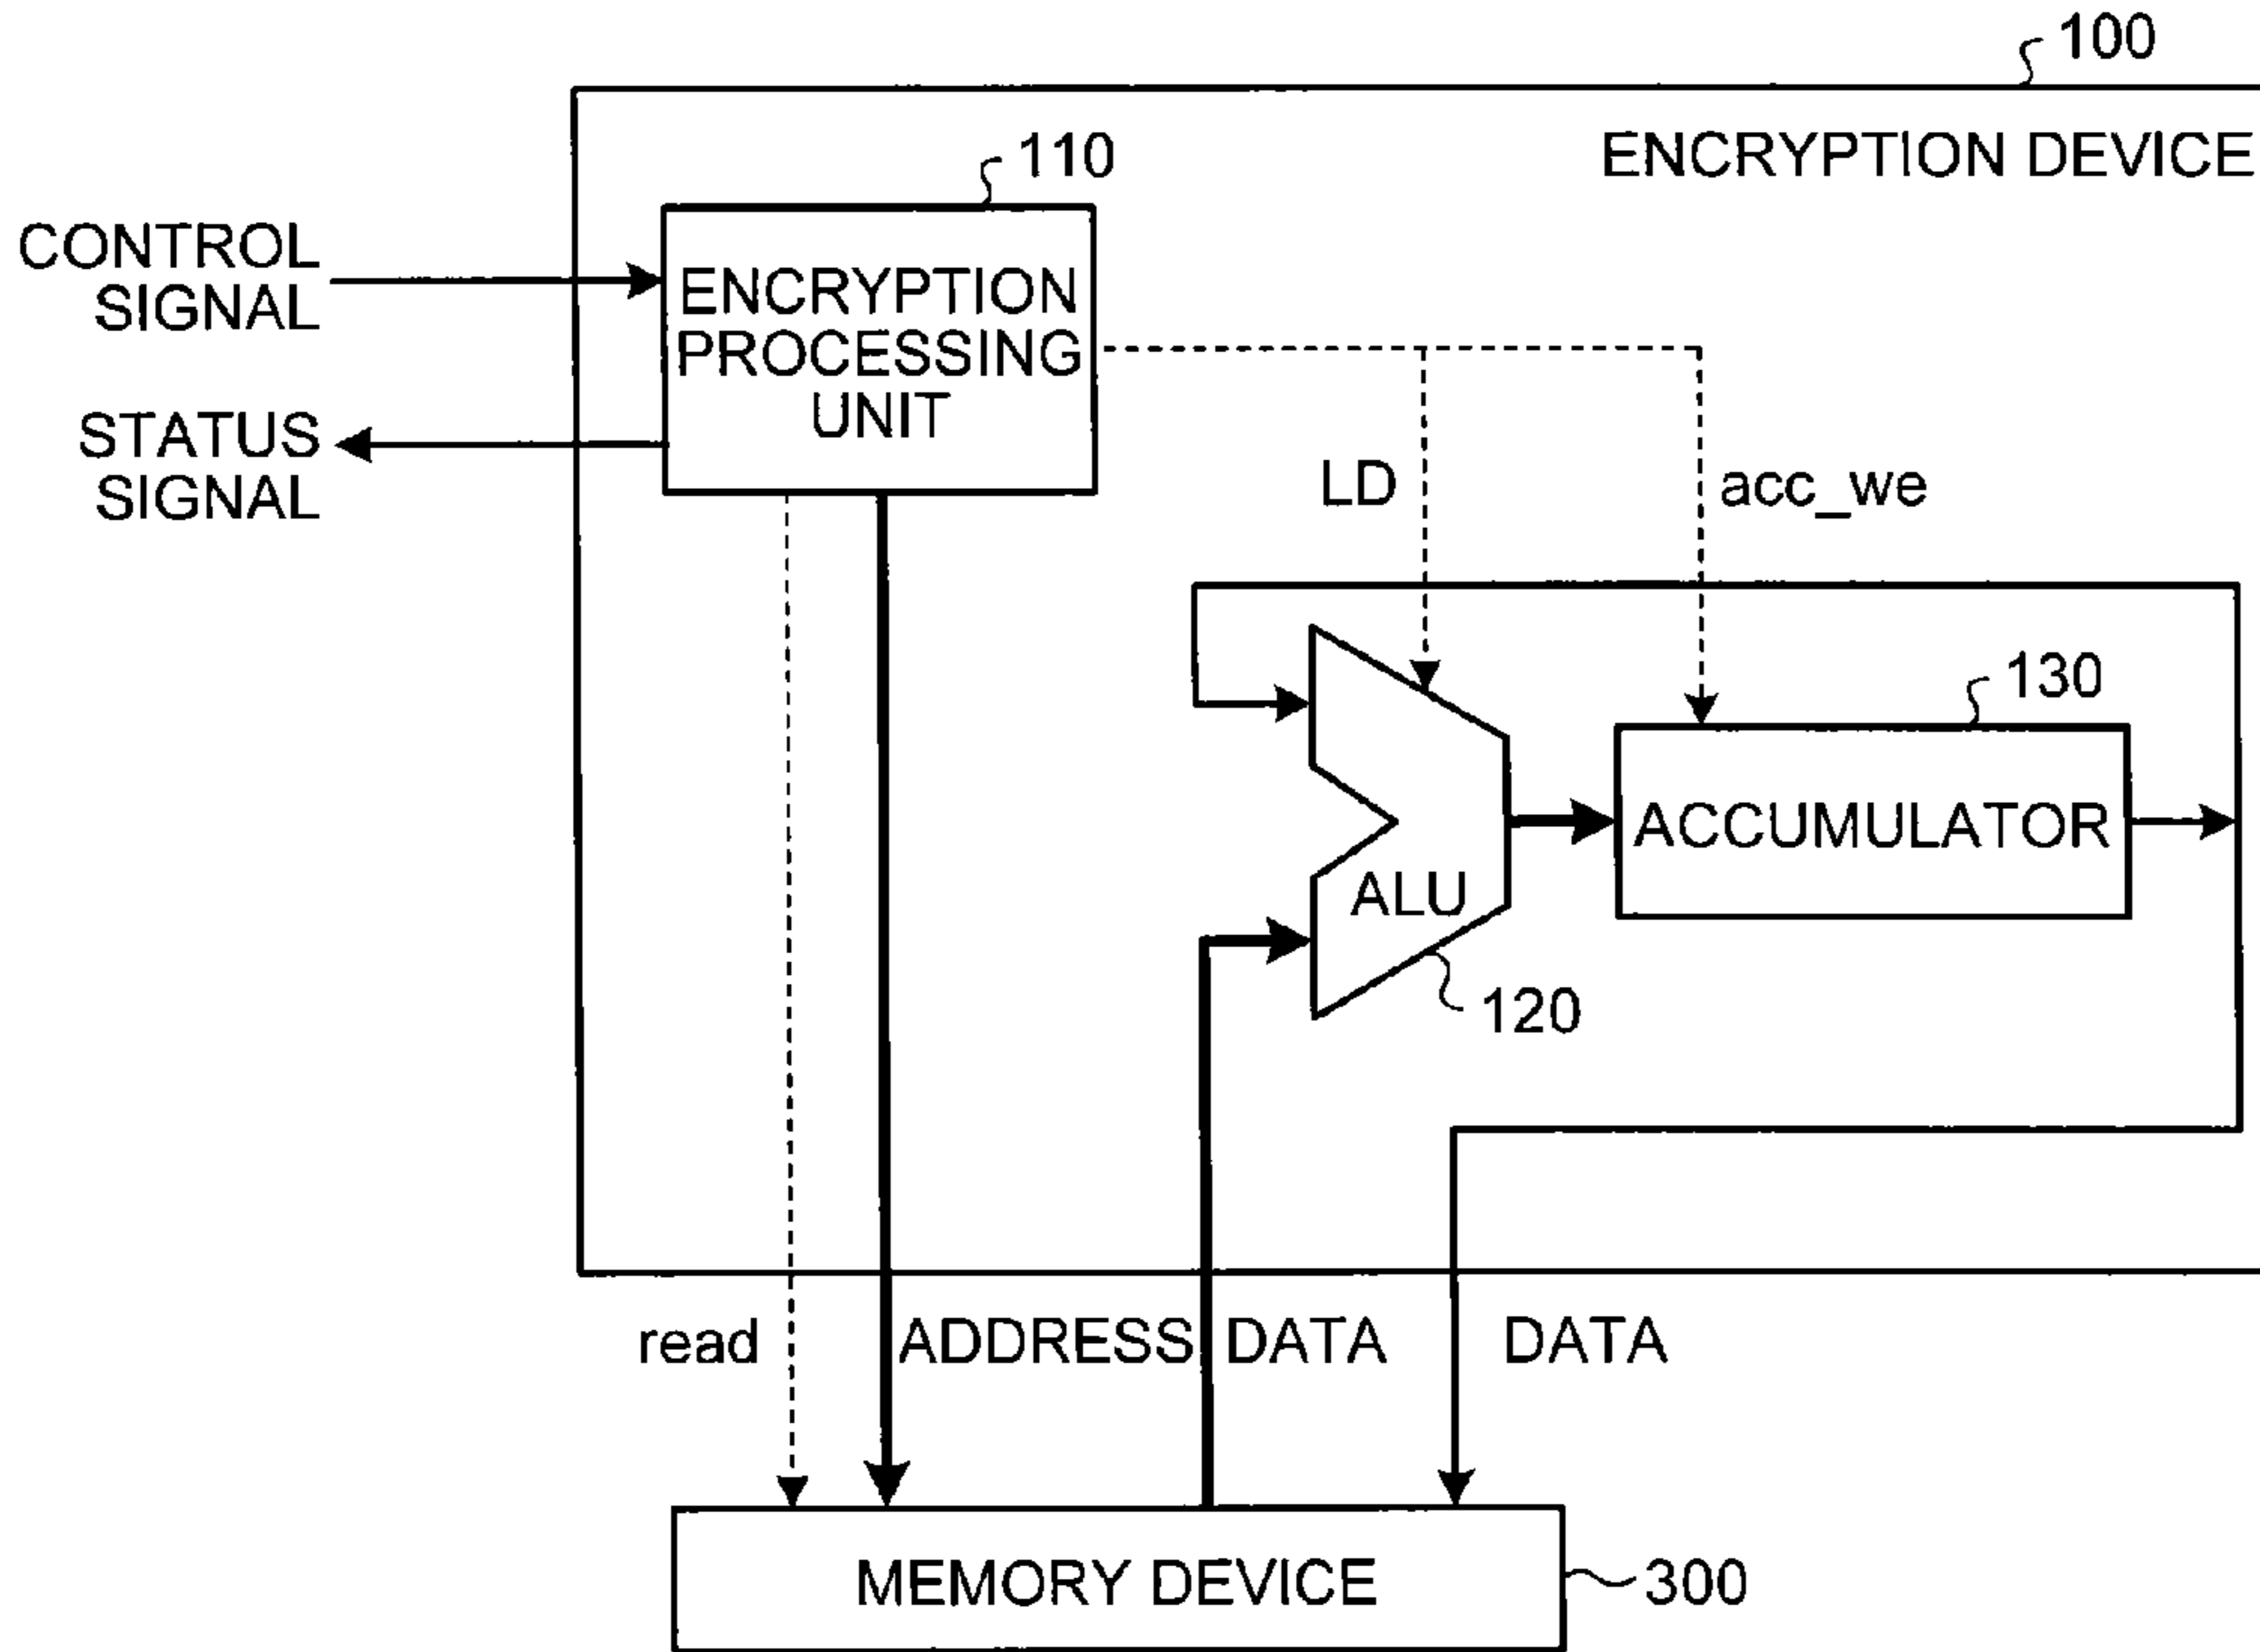 100
ENCRYPTION DEVICE
110
CONTROL
SIGNAL
ENCRYPTION
PROCESSING
UNIT
STATUS
SIGNAL
LD
acc_we
130
ACCUMULATOR
ALU
120
read
ADDRESS
DATA
DATA
MEMORY DEVICE
300